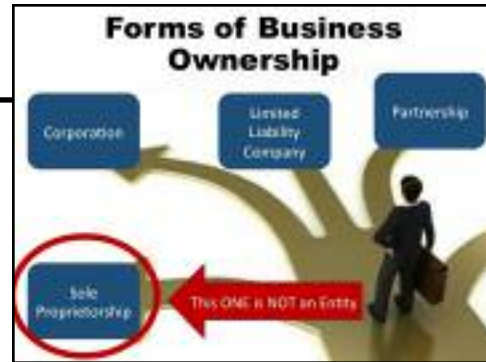 Forms of Business
Ownership
Corporation
Limited
Liability
Company
Partnership
Sole
Proprietorship
This ONE is NOT an Entity